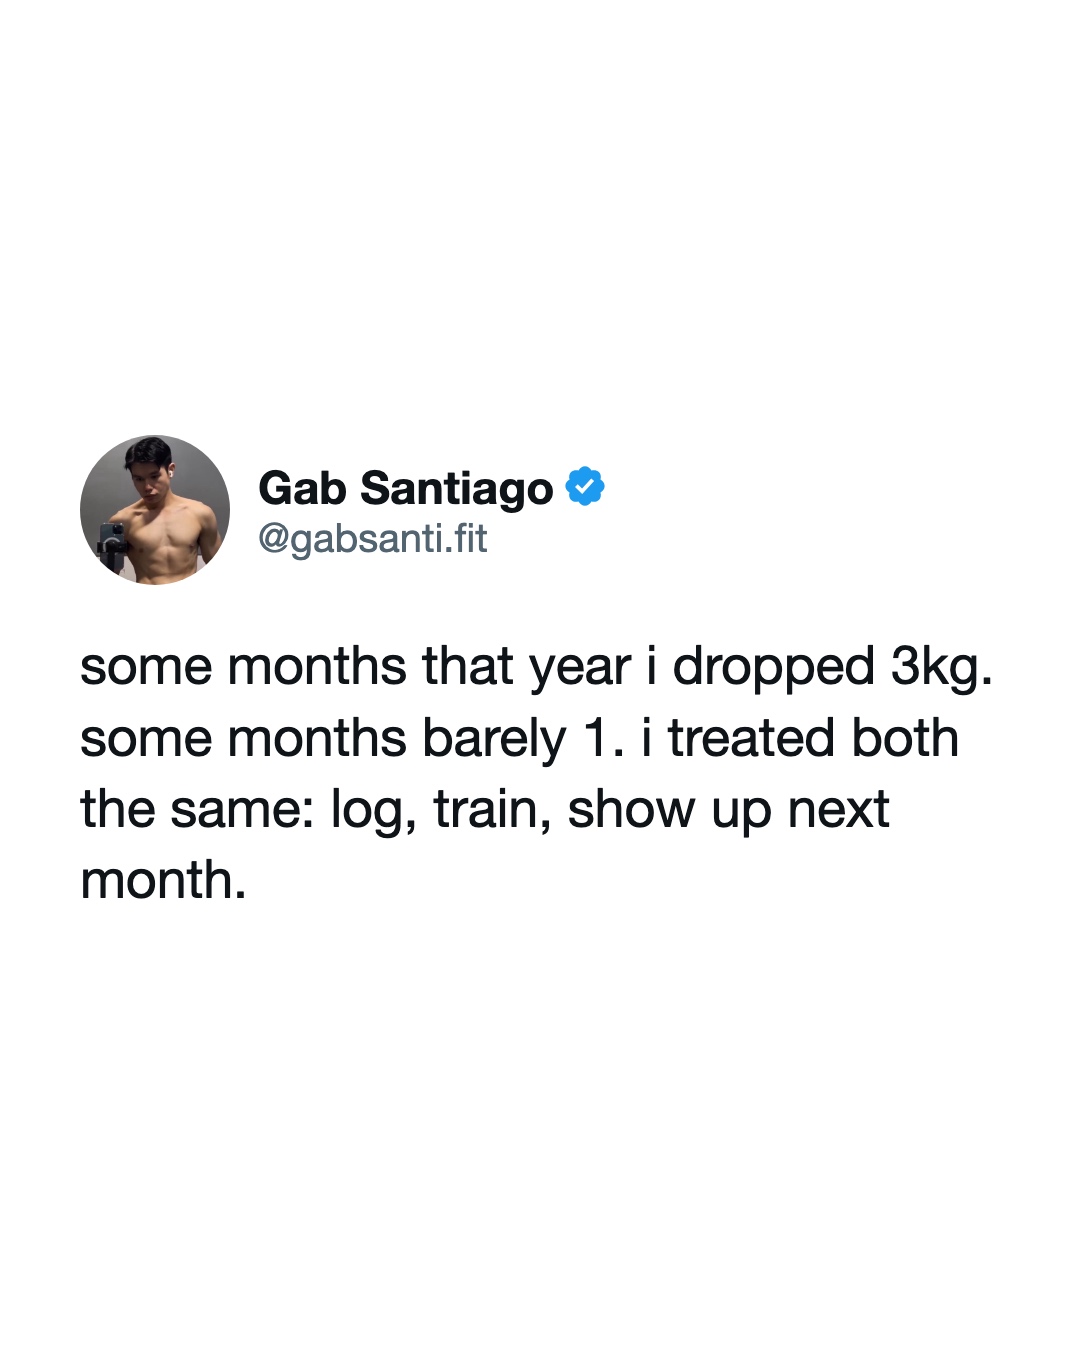 Gab Santiago
@gabsanti.fit
some months that year i dropped 3kg.
some months barely 1. i treated both
the same: log, train, show up next
month.